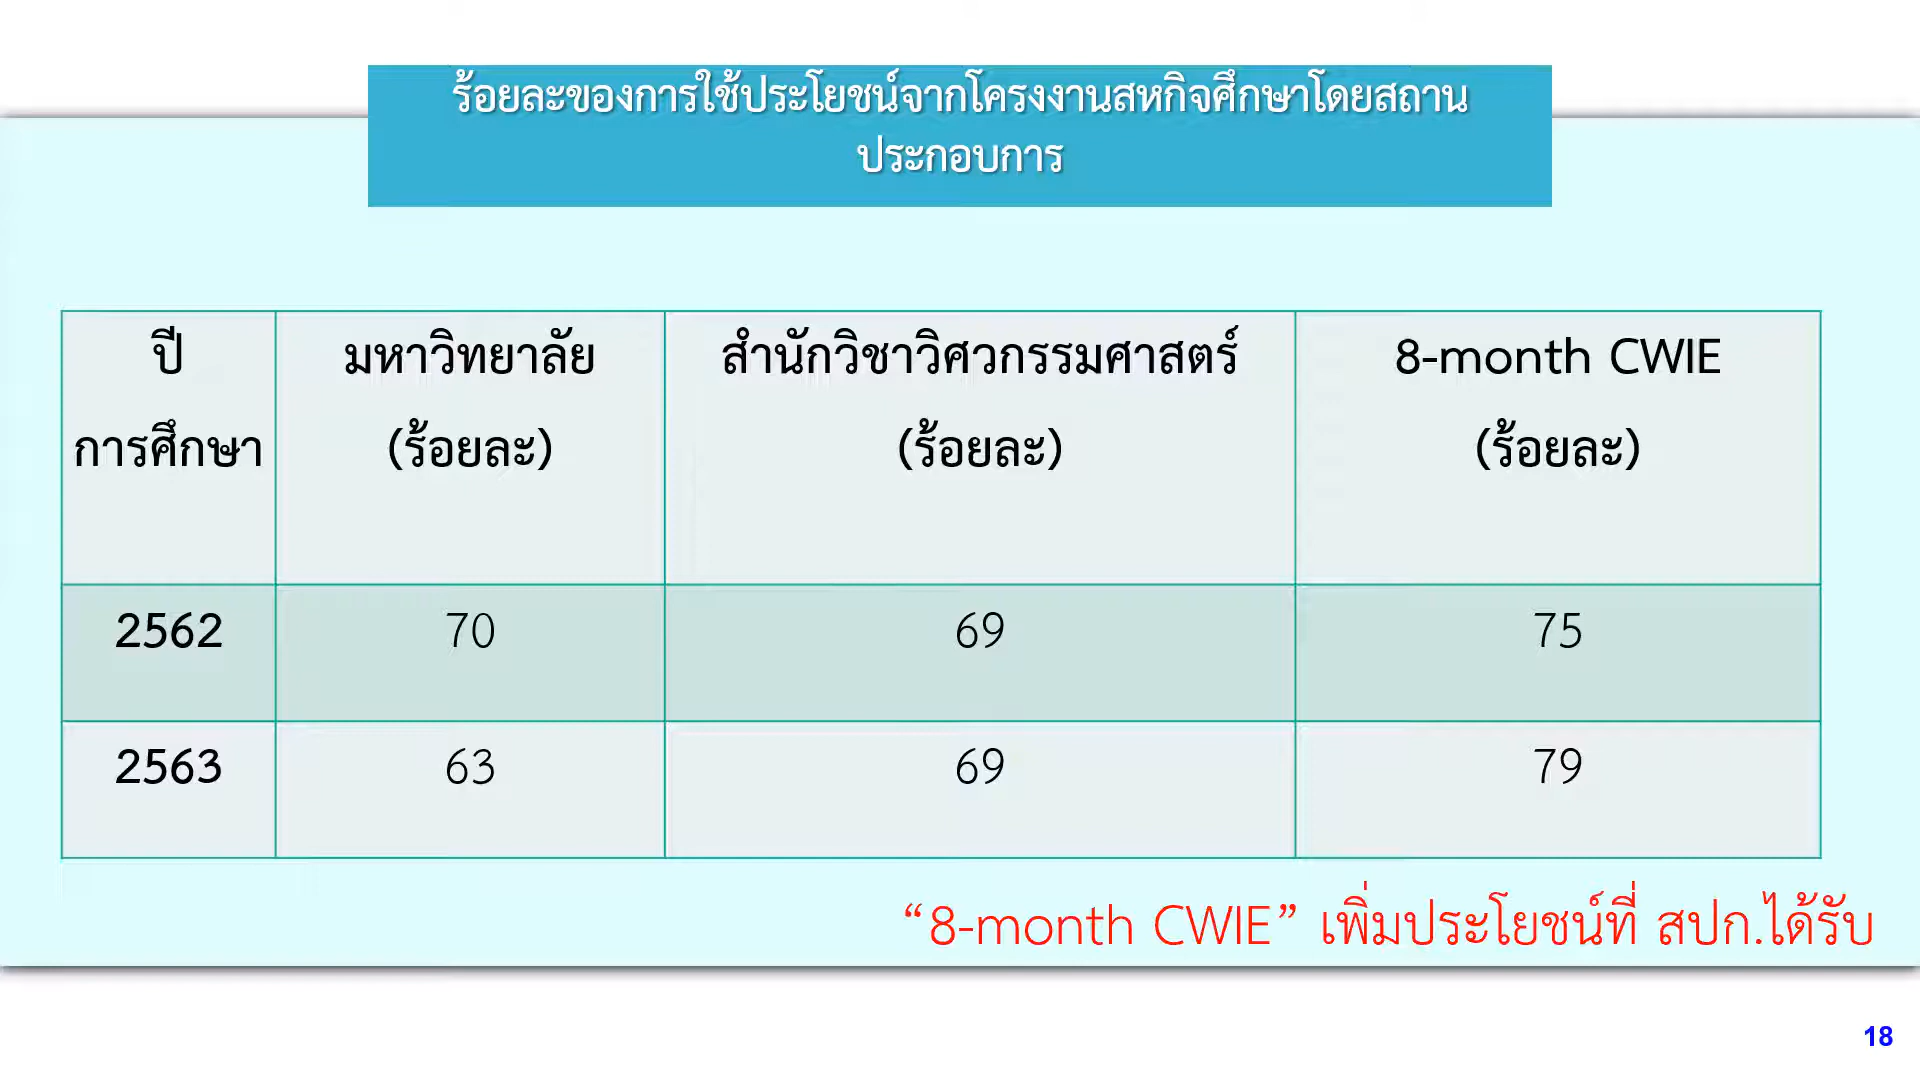 ร้อยละของการใช้ประโยชน์จากโครงงานสหกิจศึกษาโดยสถาน
ประกอบการ
ปี
การศึกษา
มหาวิทยาลัย
(ร้อยละ)
สำนักวิชาวิศวกรรมศาสตร์
(ร้อยละ)
8-month CWIE
(ร้อยละ)
2562 70 69 75
2563 63 69 79
“8-month CWIE” เพิ่มประโยชน์ที่ สปก.ได้รับ
18